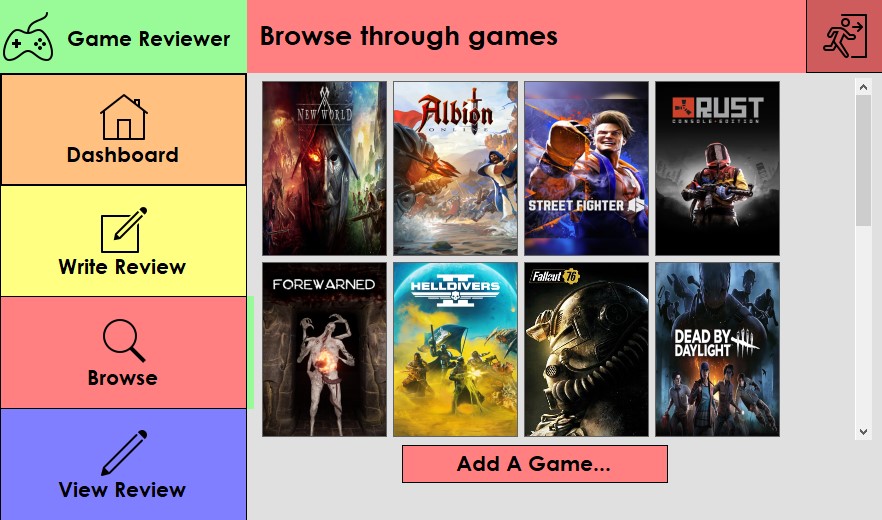 Game Reviewer
Browse through games
Dashboard
Write Review
Browse
View Review
NEW WORLD
Albion
ONLINE
STREET FIGHTER 6
RUST
CONSOLE EDITION
FOREWARNED
HELLDIVERS
II
Fallout 76
DEAD BY
DAYLIGHT
Add A Game...